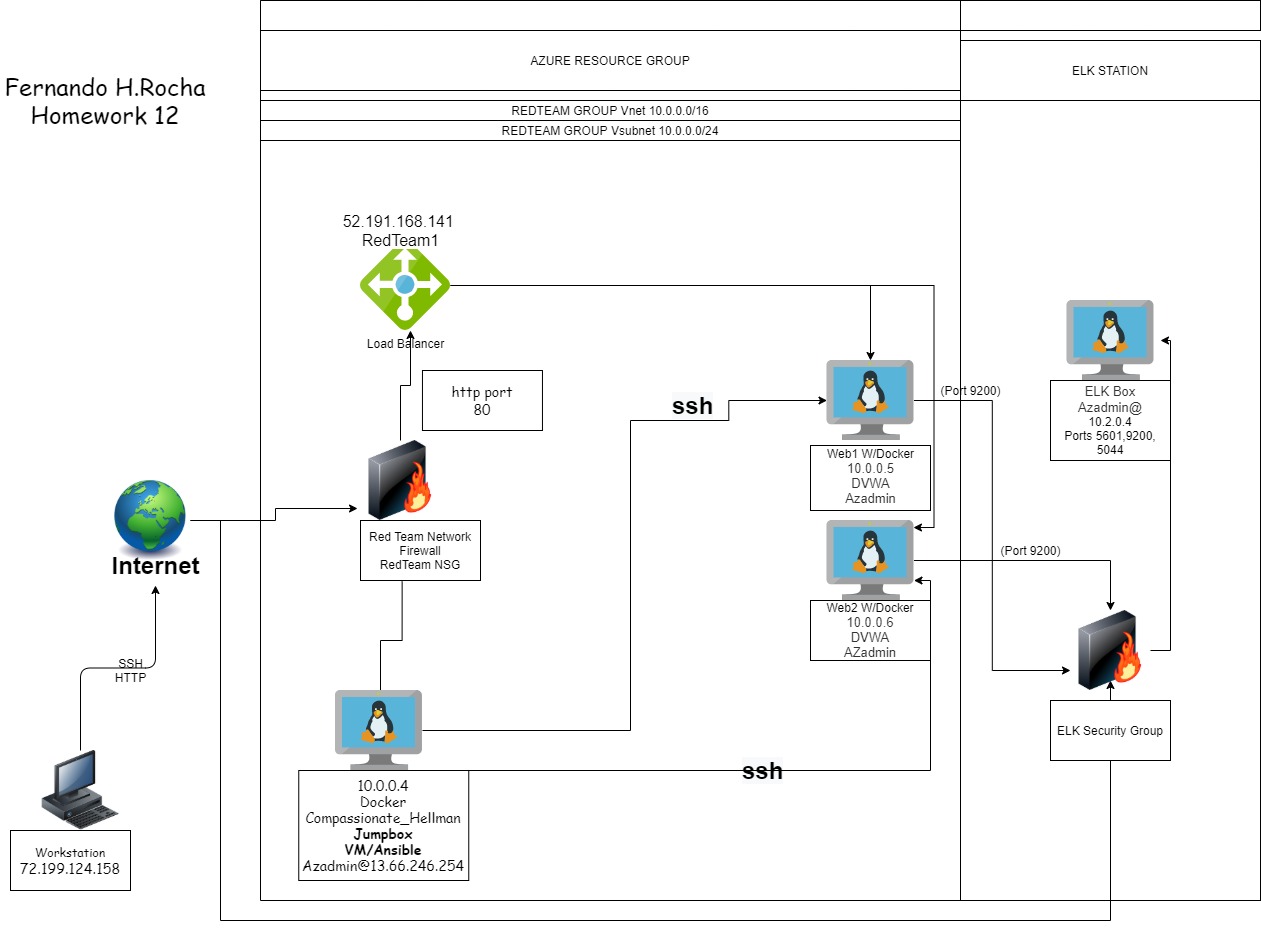 Fernando H.Rocha
Homework 12
AZURE RESOURCE GROUP
ELK STATION
REDTEAM GROUP Vnet 10.0.0.0/16
REDTEAM GROUP Vsubnet 10.0.0.0/24
52.191.168.141
RedTeam1
Load Balancer
http port
80
ssh
(Port 9200)
Web1 W/Docker
10.0.0.5
DVWA
Azadmin
ELK Box
Azadmin@
10.2.0.4
Ports 5601,9200,
5044
Internet
Red Team Network
Firewall
RedTeam NSG
(Port 9200)
Web2 W/Docker
10.0.0.6
DVWA
AZadmin
SSH,
HTTP
ELK Security Group
ssh
10.0.0.4
Docker
Compassionate_Hellman
Jumpbox
VM/Ansible
Azadmin@13.66.246.254
Workstation
72.199.124.158